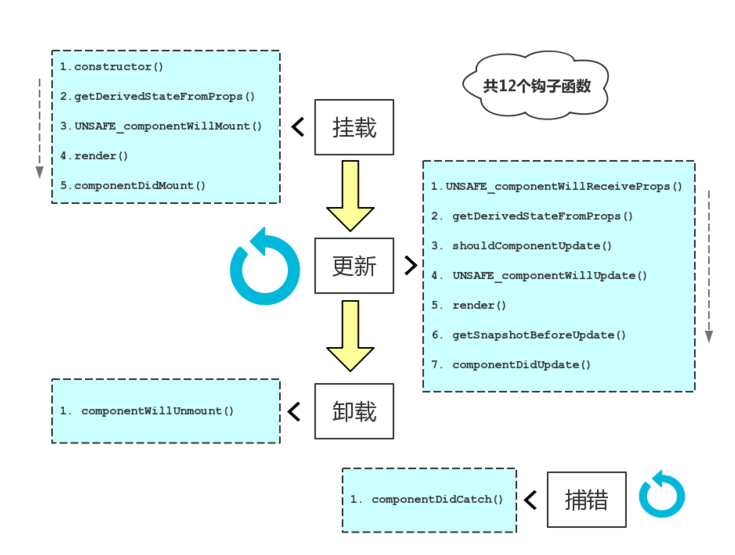 共12个钩子函数
挂载
1.constructor()
2.getDerivedStateFromProps()
3.UNSAFE_componentWillMount()
4.render()
5.componentDidMount()
更新
1.UNSAFE_componentWillReceiveProps()
2. getDerivedStateFromProps()
3. shouldComponentUpdate()
4. UNSAFE_componentWillUpdate()
5. render()
6. getSnapshotBeforeUpdate()
7. componentDidUpdate()
卸载
1. componentWillUnmount()
捕错
1. componentDidCatch()